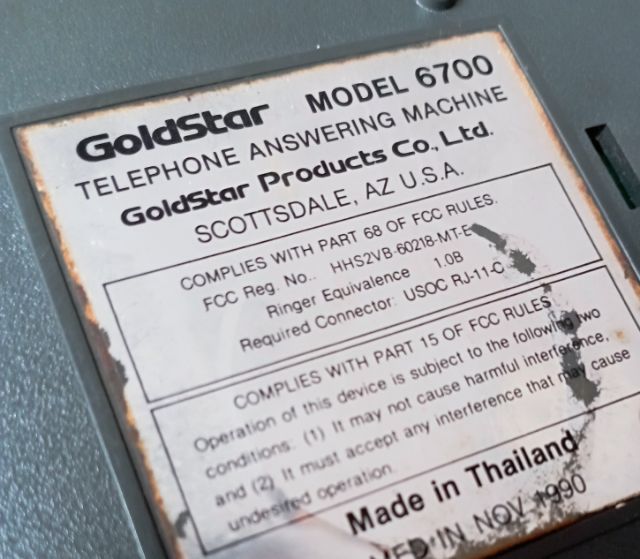 GoldStar MODEL 6700
TELEPHONE ANSWERING MACHINE
GoldStar Products Co., Ltd.
SCOTTSDALE, AZ U.S.A.
COMPLIES WITH PART 68 OF FCC RULES.
FCC Reg. No.. HHS2VB-60218-MT-E
Ringer Equivalence 1.0B
Required Connector: USOC RJ-11-C
COMPLIES WITH PART 15 OF FCC RULES
Operation of this device is subject to the following two
conditions: (1) It may not cause harmful interference,
and (2) It must accept any interference that may cause
undesired operation.
Made in Thailand
IN NOV 1990